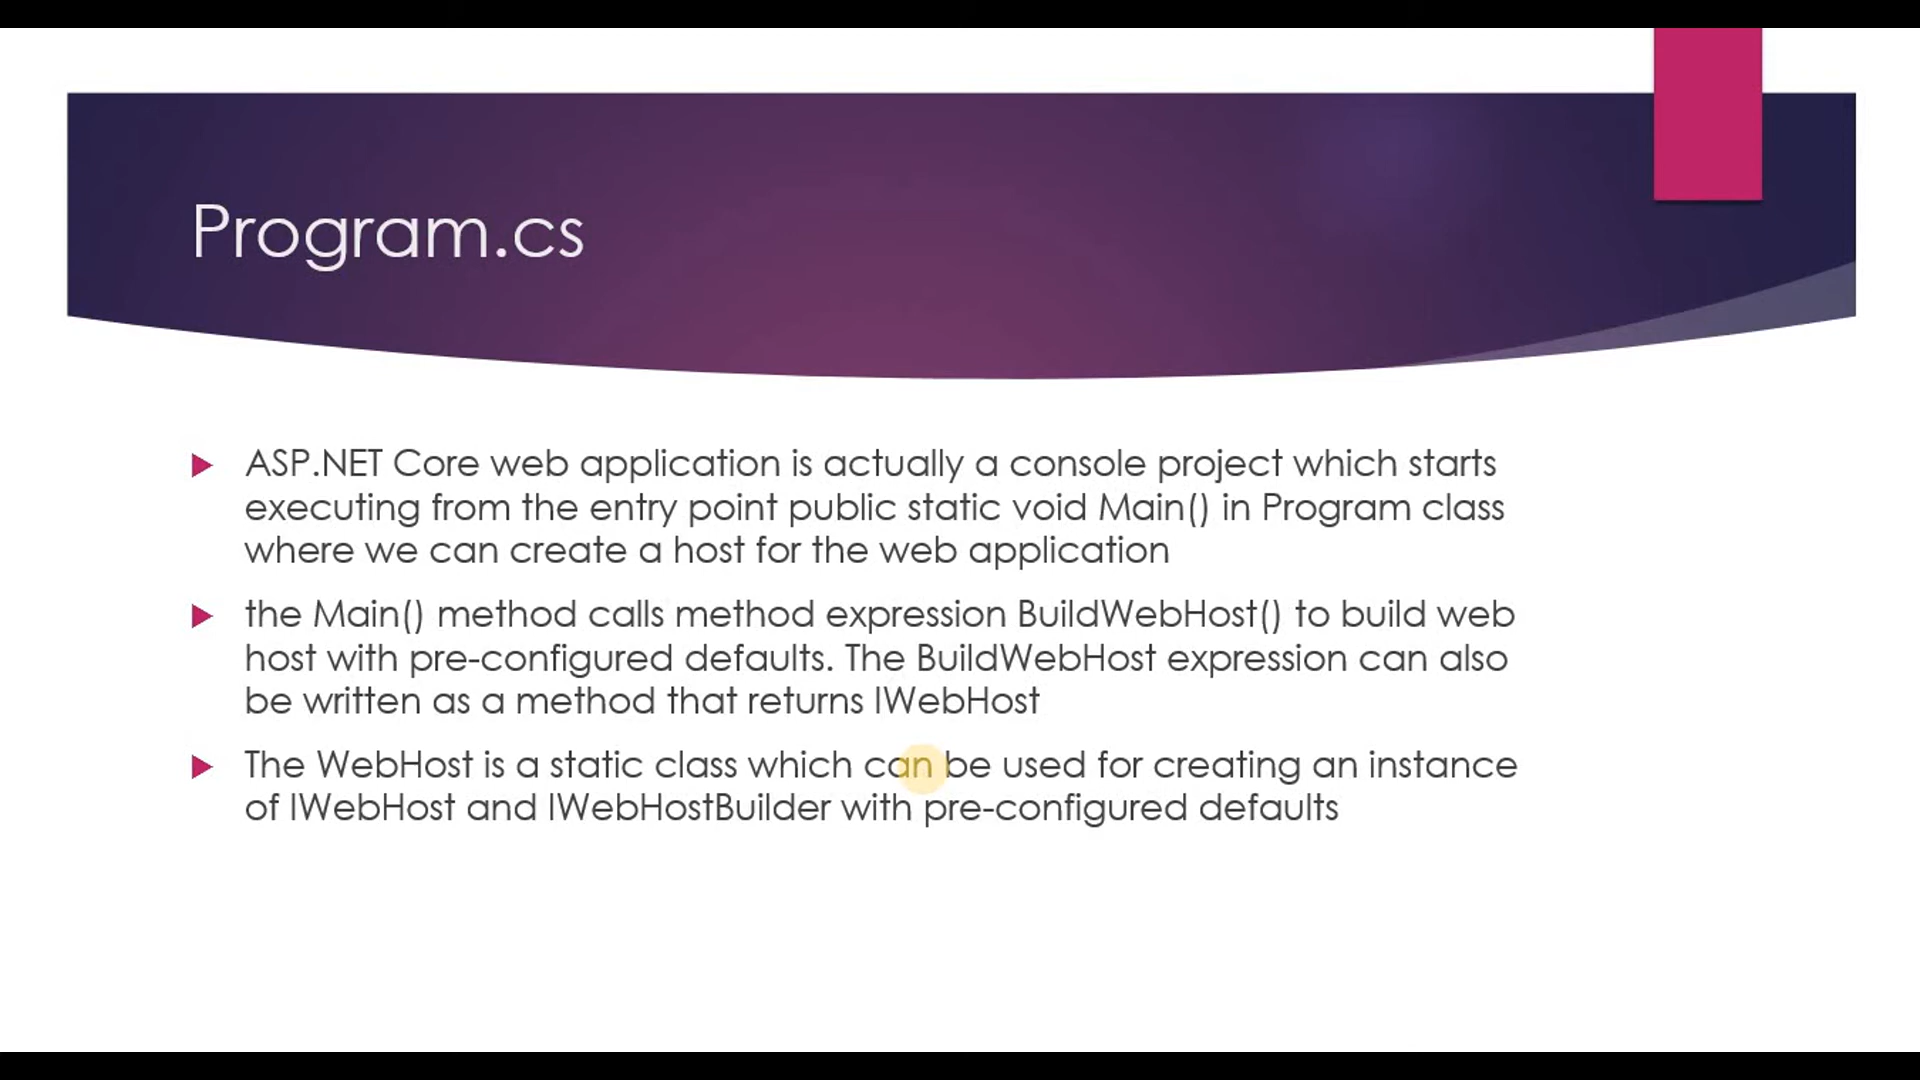 Program.cs
ASP.NET Core web application is actually a console project which starts
executing from the entry point public static void Main() in Program class
where we can create a host for the web application
the Main() method calls method expression BuildWebHost() to build web
host with pre-configured defaults. The BuildWebHost expression can also
be written as a method that returns IWebHost
The WebHost is a static class which can be used for creating an instance
of IWebHost and IWebHostBuilder with pre-configured defaults